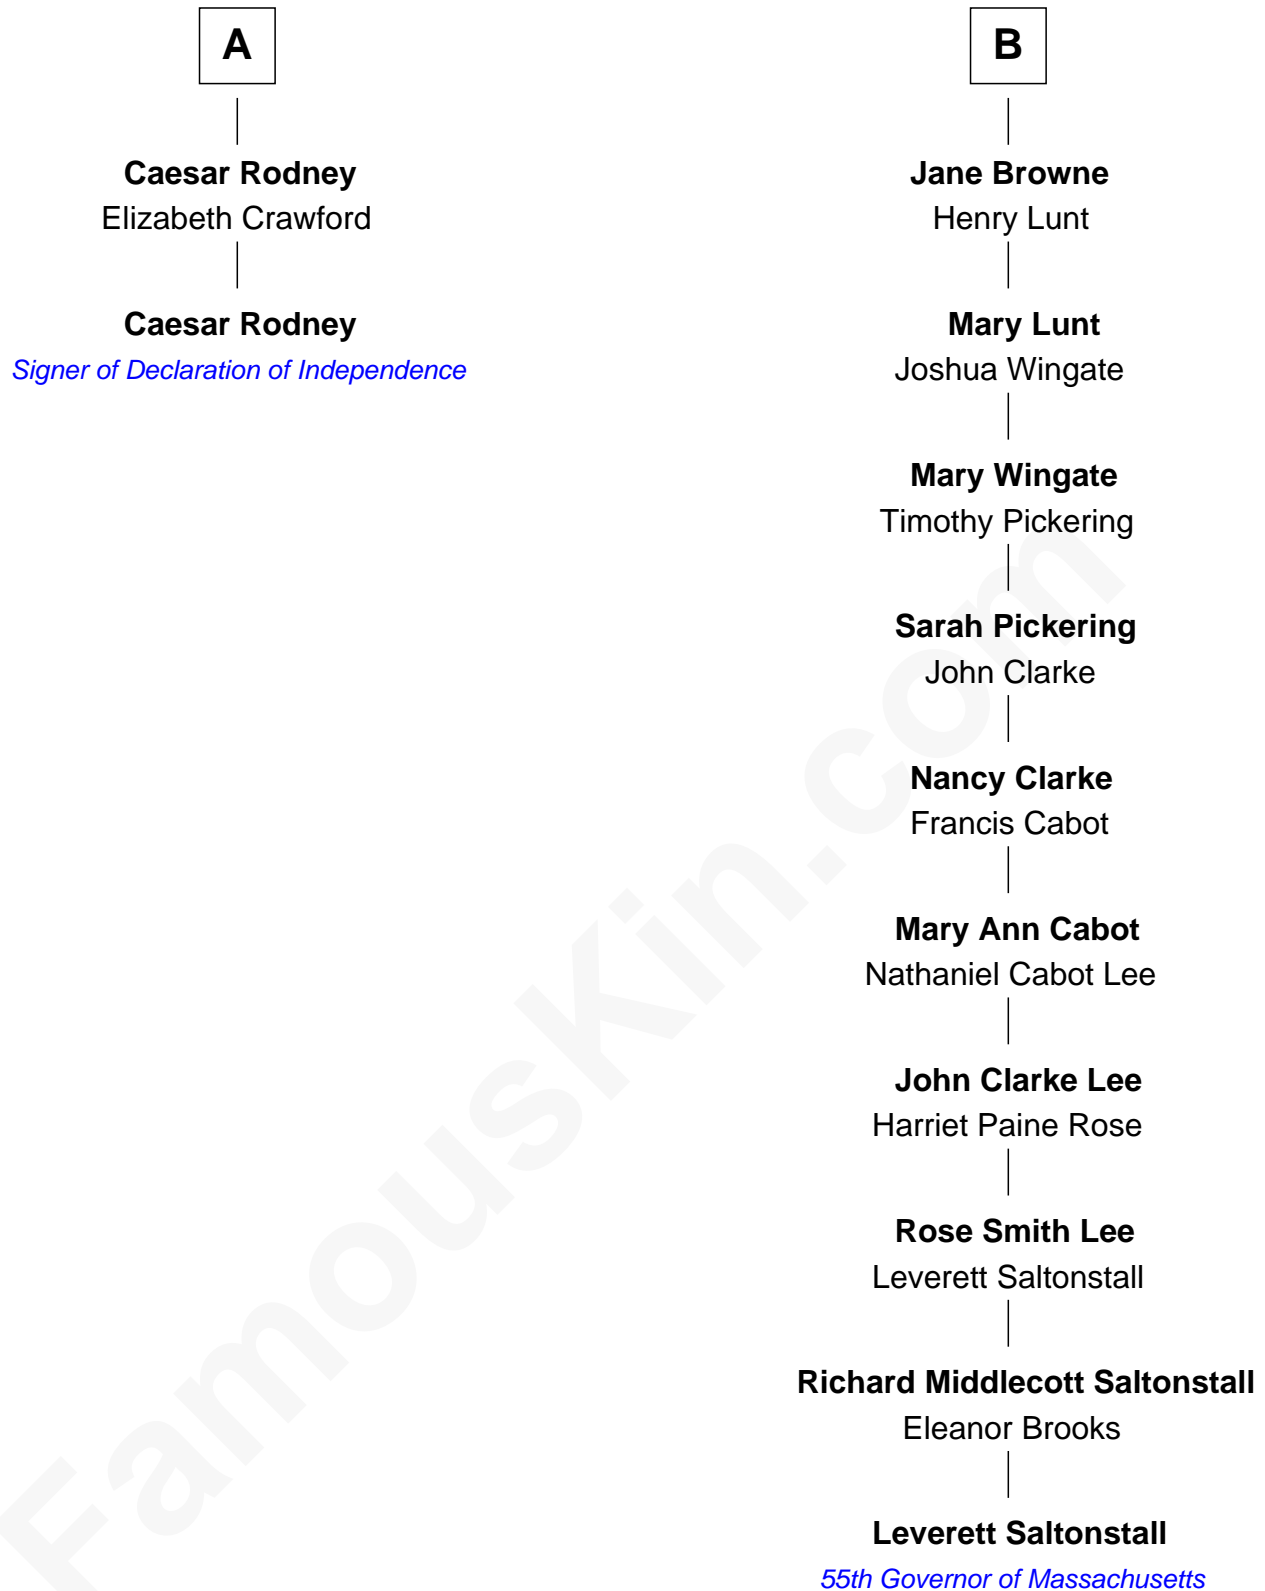 A
Caesar Rodney
Elizabeth Crawford
Caesar Rodney
Signer of Declaration of Independence
B
Jane Browne
Henry Lunt
Mary Lunt
Joshua Wingate
Mary Wingate
Timothy Pickering
Sarah Pickering
John Clarke
Nancy Clarke
Francis Cabot
Mary Ann Cabot
Nathaniel Cabot Lee
John Clarke Lee
Harriet Paine Rose
Rose Smith Lee
Leverett Saltonstall
Richard Middlecott Saltonstall
Eleanor Brooks
Leverett Saltonstall
55th Governor of Massachusetts
FamousKin.com